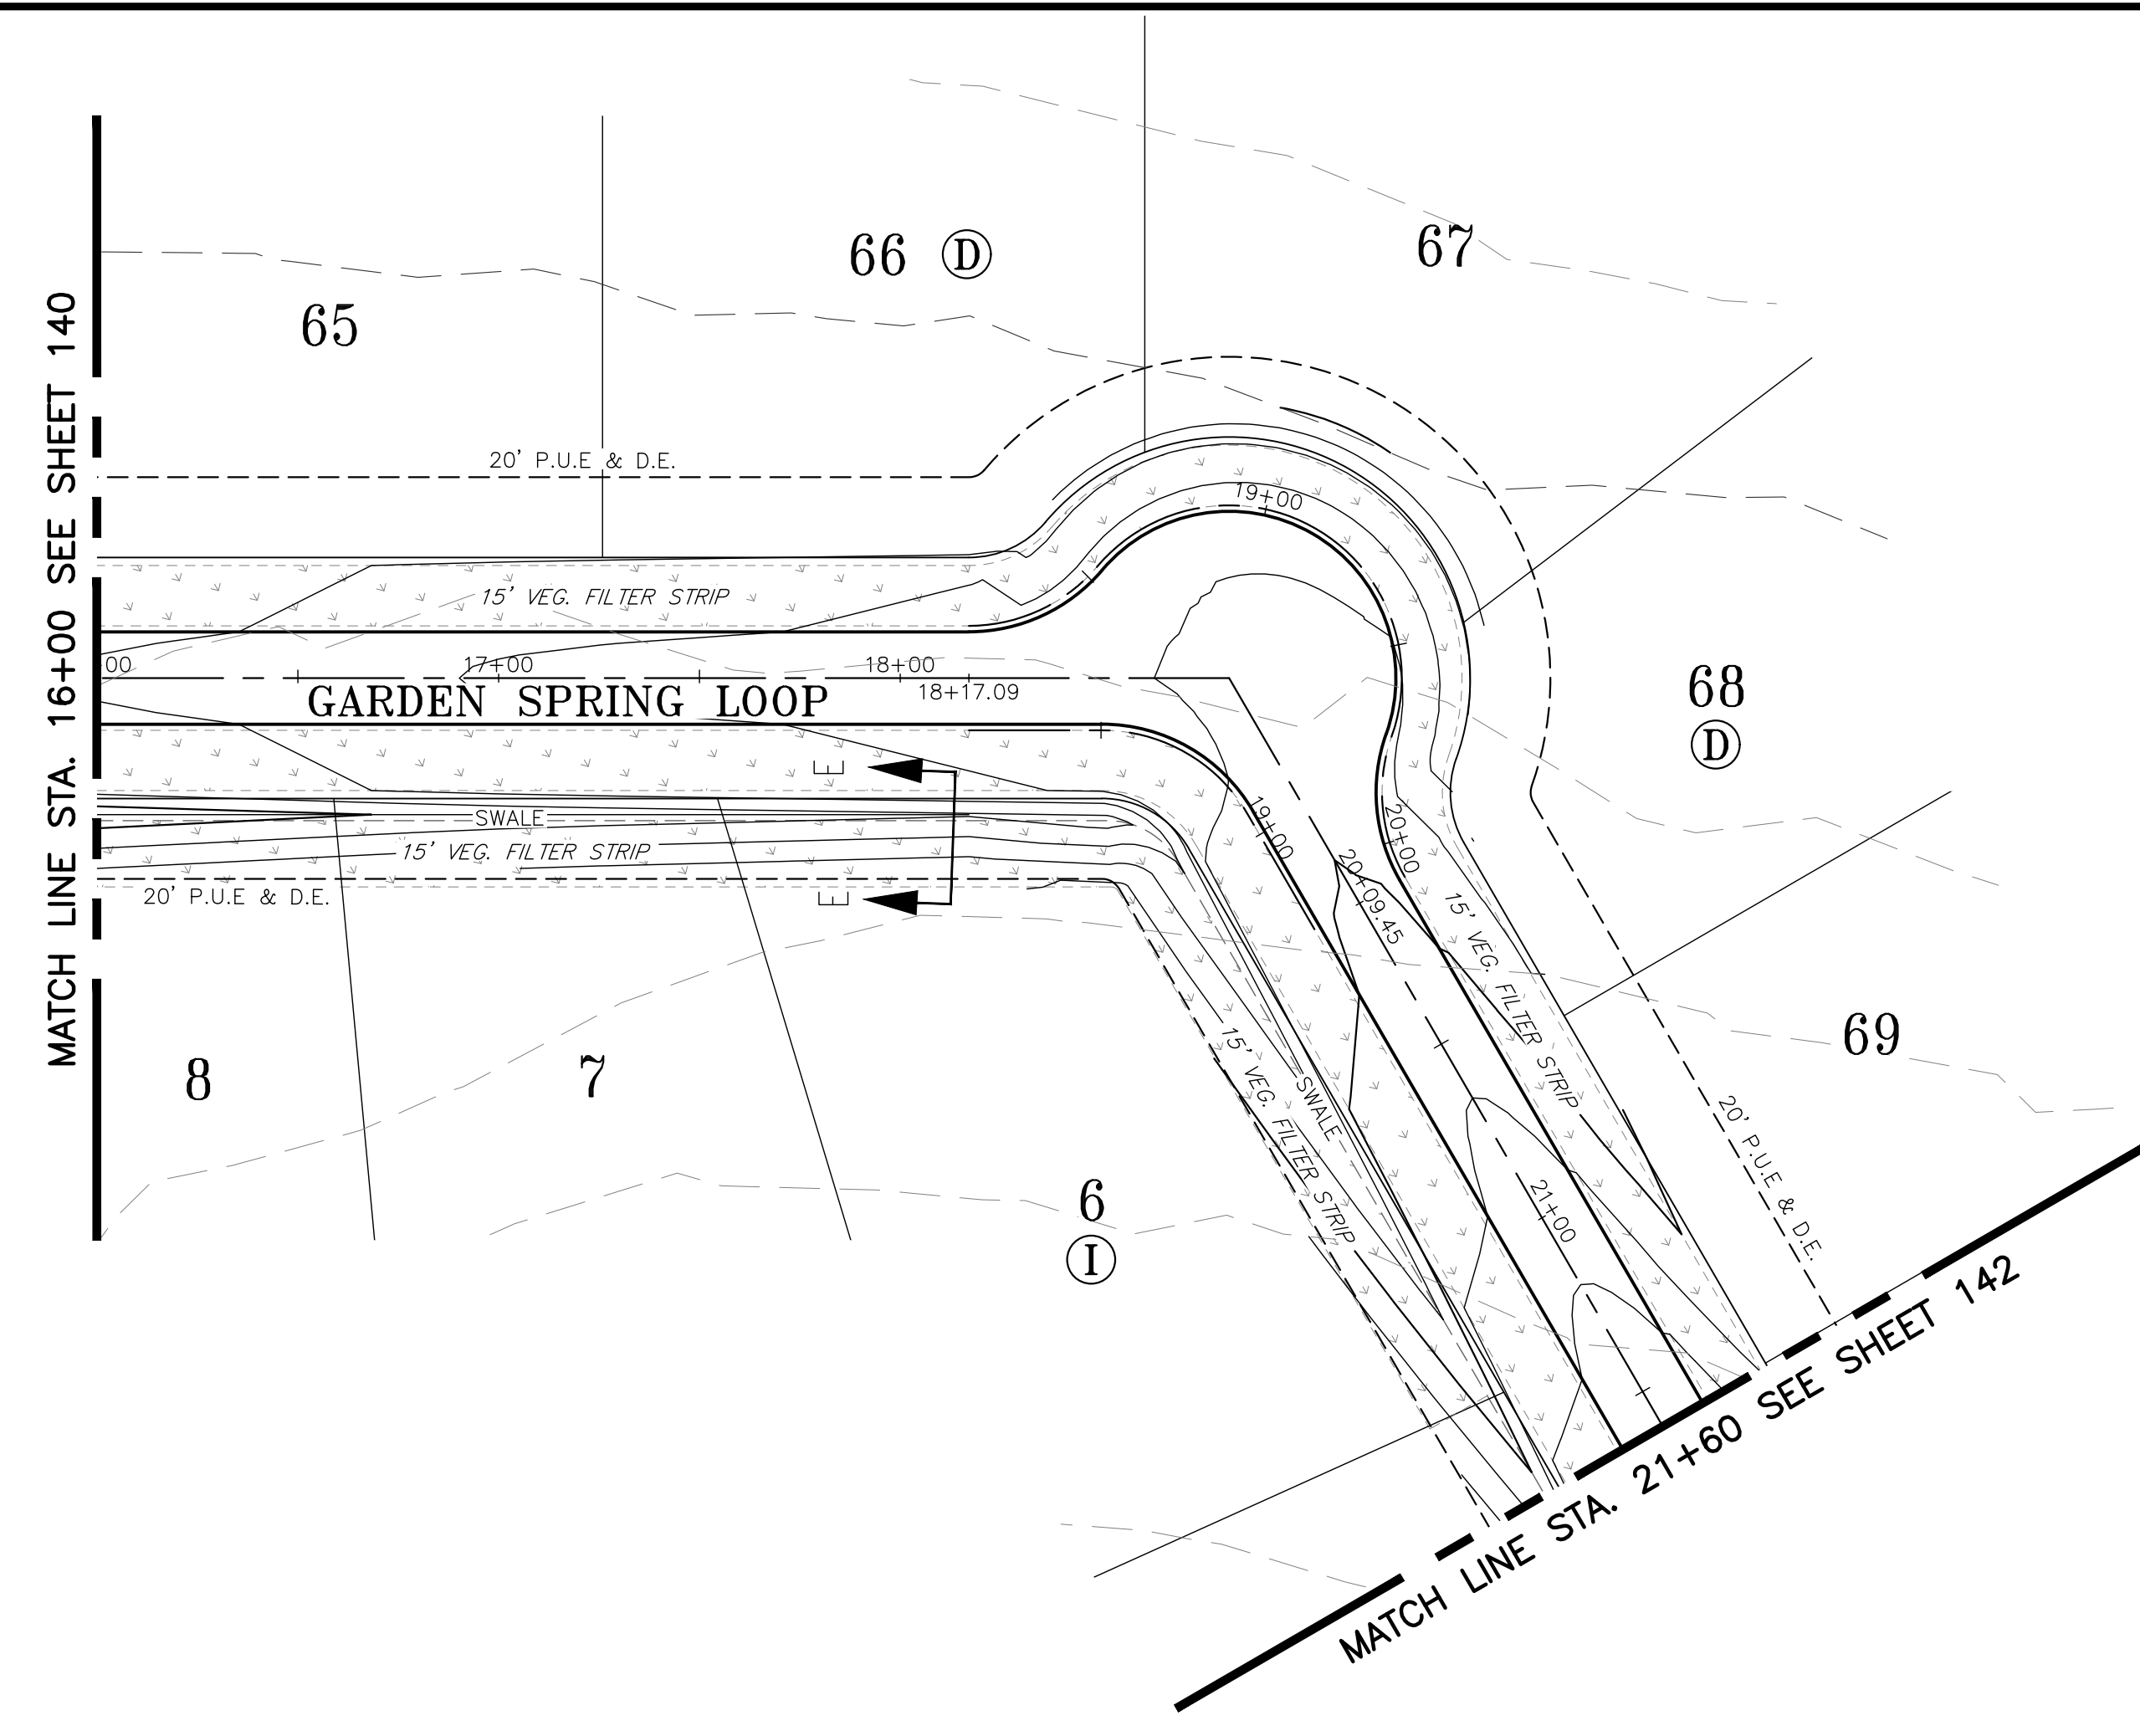 67
66 D
65
MATCH LINE STA. 16+00 SEE SHEET 140
20' P.U.E & D.E.
19+00
15' VEG. FILTER STRIP
00
17+00
18+00
18+17.09
GARDEN SPRING LOOP
68
D
E
SWALE
15' VEG. FILTER STRIP
20' P.U.E & D.E.
E
19+00
20+00
20+09.45
15' VEG. FILTER STRIP
69
8
7
6
I
15' VEG. FILTER STRIP
SWALE
21+00
20' P.U.E & D.E.
MATCH LINE STA. 21+60 SEE SHEET 142